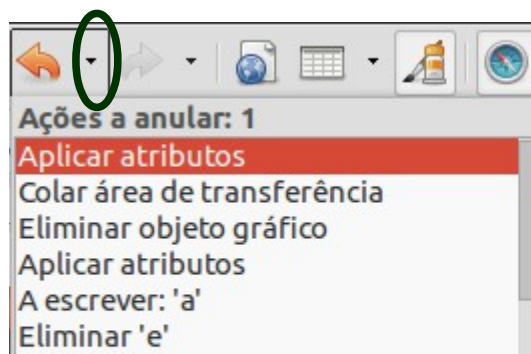 Ações a anular: 1
Aplicar atributos
Colar área de transferência
Eliminar objeto gráfico
Aplicar atributos
A escrever: 'a'
Eliminar 'e'